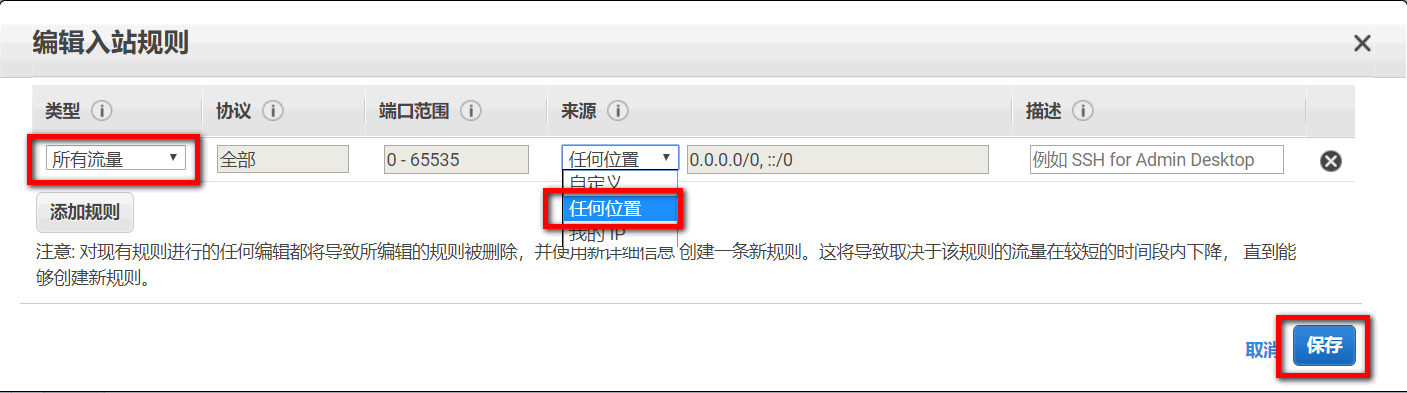 编辑入站规则
类型 协议 端口范围 来源 描述
所有流量 全部 0 - 65535 任何位置 0.0.0.0/0, ::/0 例如 SSH for Admin Desktop
自定义
任何位置
我的 IP
添加规则
注意: 对现有规则进行的任何编辑都将导致所编辑的规则被删除，并使用新详细信息 创建一条新规则。这将导致取决于该规则的流量在较短的时间段内下降， 直到能
够创建新规则。
取消 保存